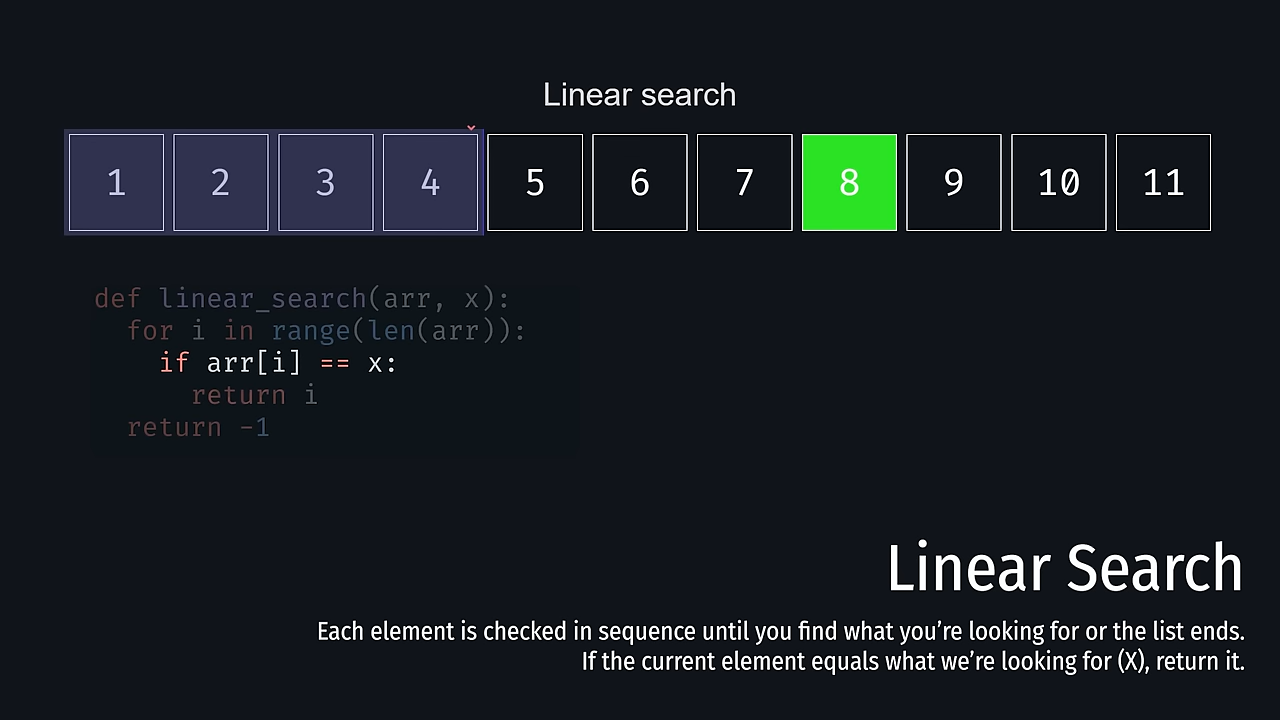 Linear search
1 2 3 4 5 6 7 8 9 10 11
def linear_search(arr, x):
  for i in range(len(arr)):
    if arr[i] == x:
      return i
  return -1
Linear Search
Each element is checked in sequence until you find what you’re looking for or the list ends.
If the current element equals what we’re looking for (X), return it.